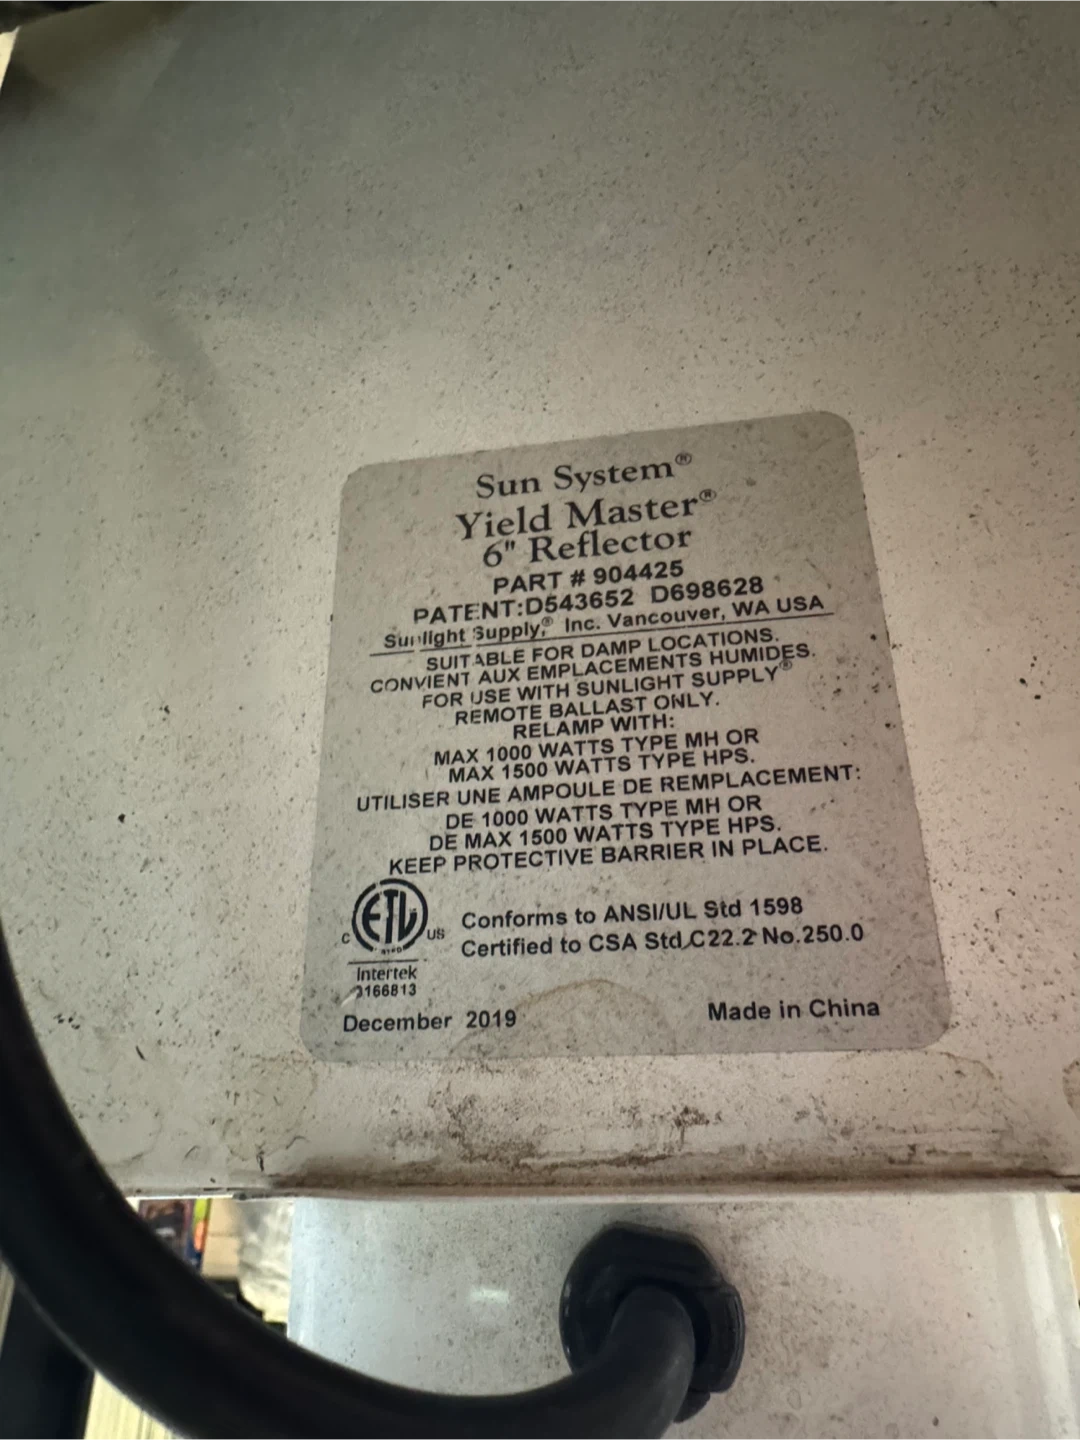 Sun System®
Yield Master®
6" Reflector
PART # 904425
PATENT:D543652 D698628
Sunlight Supply,® Inc. Vancouver, WA USA
SUITABLE FOR DAMP LOCATIONS.
CONVIENT AUX EMPLACEMENTS HUMIDES.
FOR USE WITH SUNLIGHT SUPPLY®
REMOTE BALLAST ONLY.
RELAMP WITH:
MAX 1000 WATTS TYPE MH OR
MAX 1500 WATTS TYPE HPS.
UTILISER UNE AMPOULE DE REMPLACEMENT:
DE 1000 WATTS TYPE MH OR
DE MAX 1500 WATTS TYPE HPS.
KEEP PROTECTIVE BARRIER IN PLACE.
C ETL US
Intertek
3166813
Conforms to ANSI/UL Std 1598
Certified to CSA Std C22.2 No.250.0
December 2019
Made in China